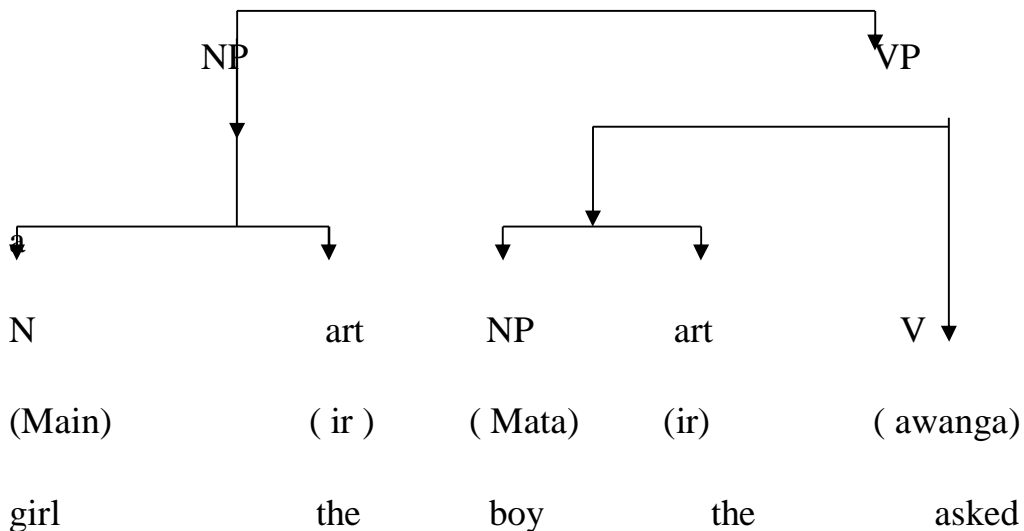 NP VP
a
N art NP art V
(Main) ( ir ) ( Mata) (ir) ( awanga)
girl the boy the asked